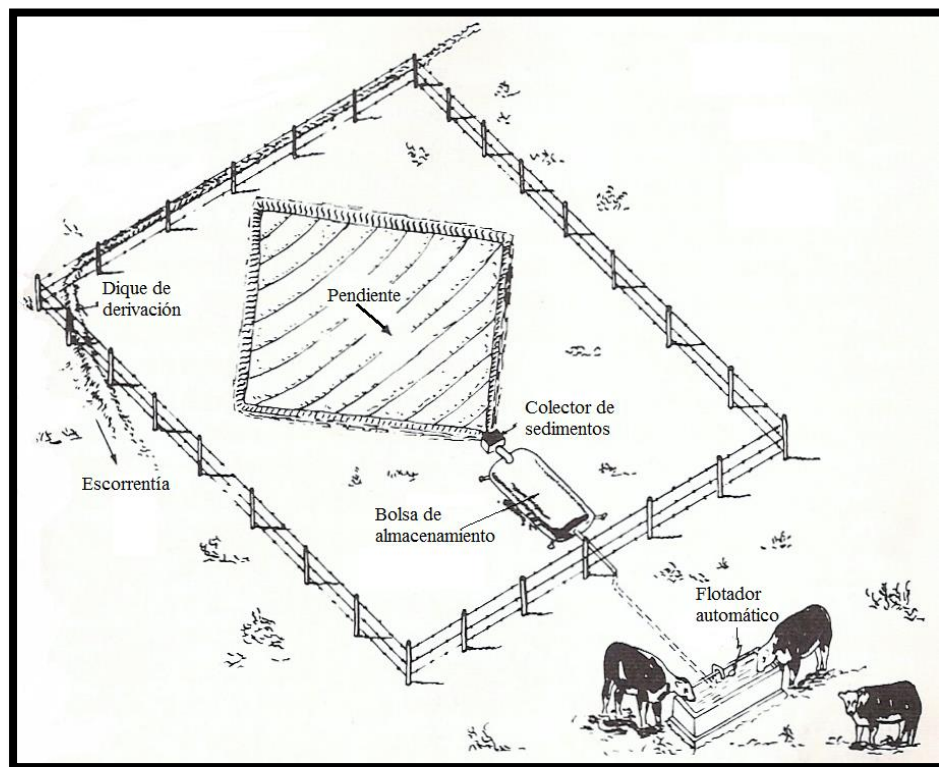 Dique de
derivación
Pendiente
Colector de
sedimentos
Escorrentía
Bolsa de
almacenamiento
Flotador
automático